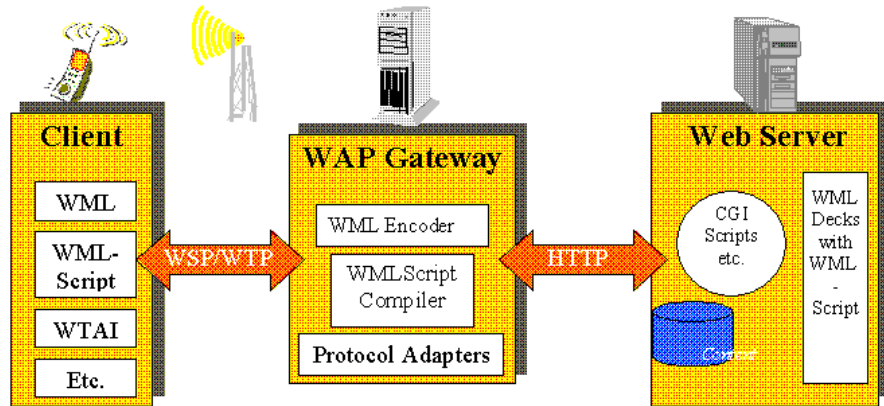 Client
WML
WML-
Script
WTAI
Etc.
WSP/WTP
WAP Gateway
WML Encoder
WMLScript
Compiler
Protocol Adapters
HTTP
Web Server
CGI
Scripts
etc.
Content
WML
Decks
with
WML
-
Script